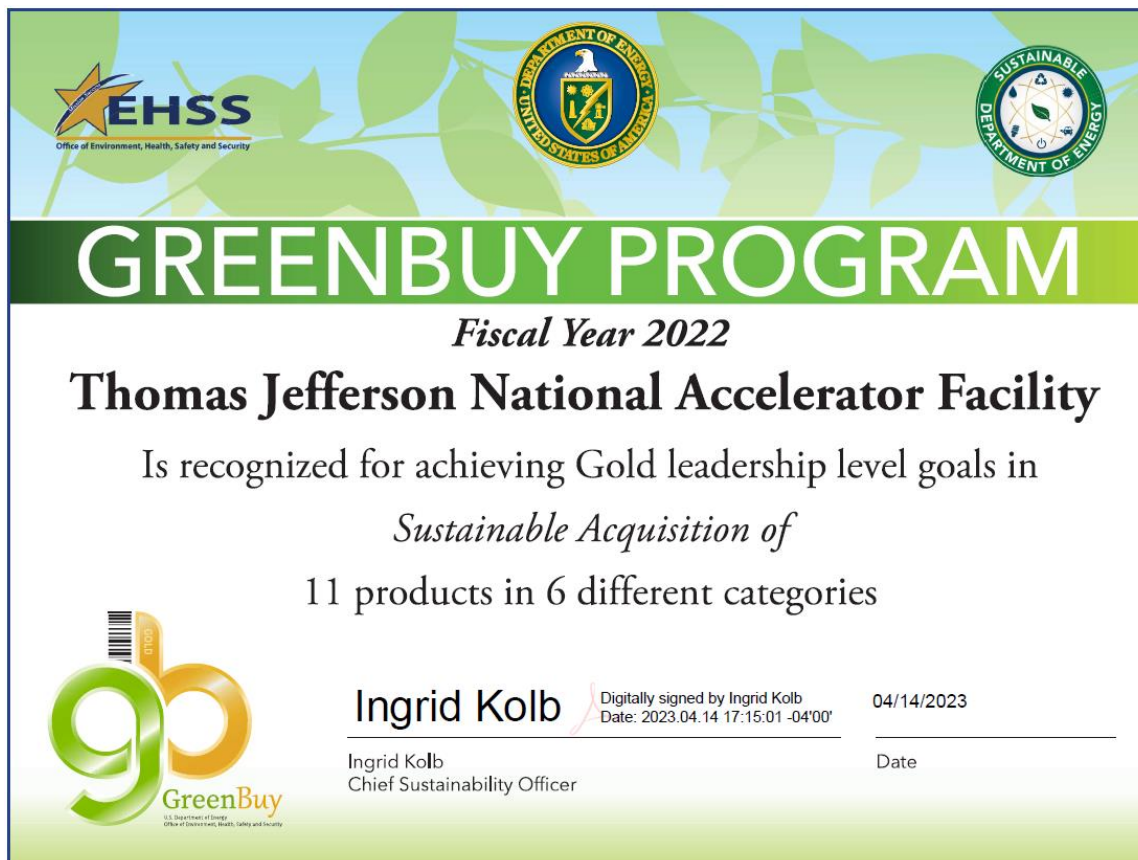 EHSS
Office of Environment, Health, Safety and Security
DEPARTMENT OF ENERGY
UNITED STATES OF AMERICA
SUSTAINABLE
DEPARTMENT OF ENERGY
GREENBUY PROGRAM
Fiscal Year 2022
Thomas Jefferson National Accelerator Facility
Is recognized for achieving Gold leadership level goals in
Sustainable Acquisition of
11 products in 6 different categories
GOLD
gb
GreenBuy
U.S. Department of Energy
Office of Environment, Health, Safety and Security
Ingrid Kolb
Digitally signed by Ingrid Kolb
Date: 2023.04.14 17:15:01 -04'00'
04/14/2023
Ingrid Kolb
Chief Sustainability Officer
Date